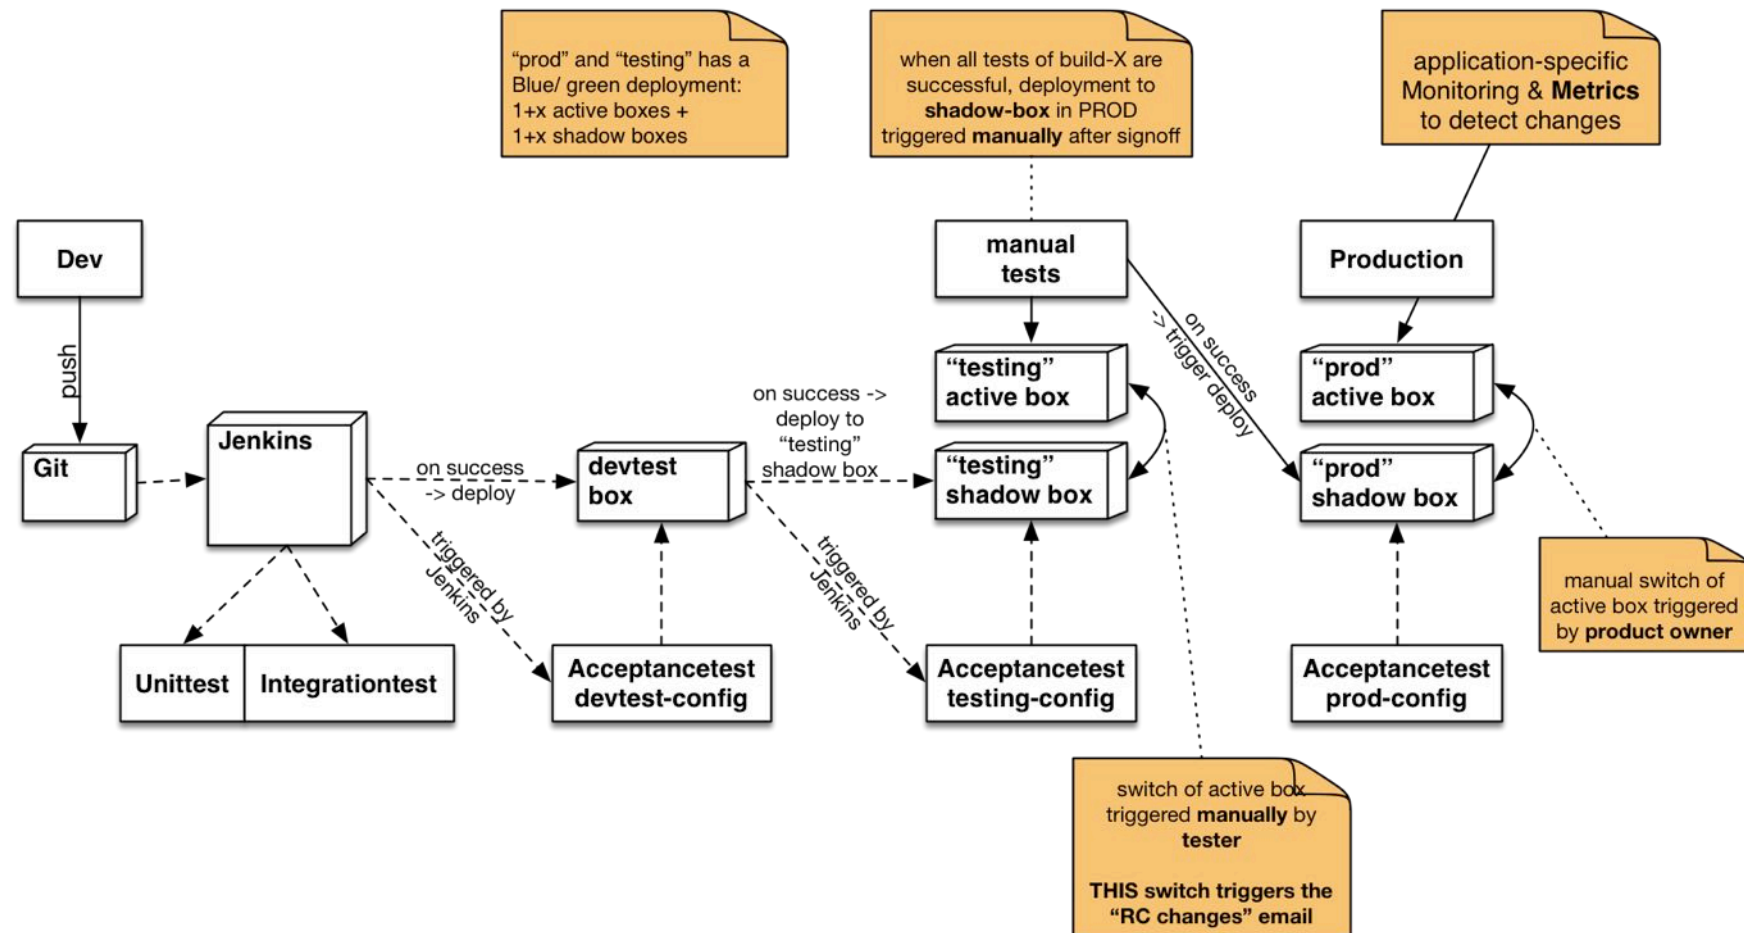 “prod” and “testing” has a
Blue/ green deployment:
1+x active boxes +
1+x shadow boxes
when all tests of build-X are
successful, deployment to
shadow-box in PROD
triggered manually after signoff
application-specific
Monitoring & Metrics
to detect changes
Dev
manual
tests
Production
push
on success
-> trigger deploy
“testing”
active box
“prod”
active box
Git
Jenkins
on success
-> deploy
devtest
box
on success ->
deploy to
“testing”
shadow box
“testing”
shadow box
“prod”
shadow box
triggered by
Jenkins
triggered by
Jenkins
manual switch of
active box triggered
by product owner
Unittest
Integrationtest
Acceptancetest
devtest-config
Acceptancetest
testing-config
Acceptancetest
prod-config
switch of active box
triggered manually by
tester
THIS switch triggers the
“RC changes” email